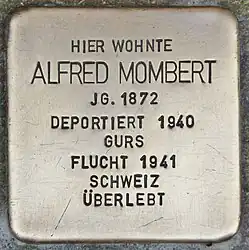 HIER WOHNTE
ALFRED MOMBERT
JG. 1872
DEPORTIERT 1940
GURS
FLUCHT 1941
SCHWEIZ
ÜBERLEBT